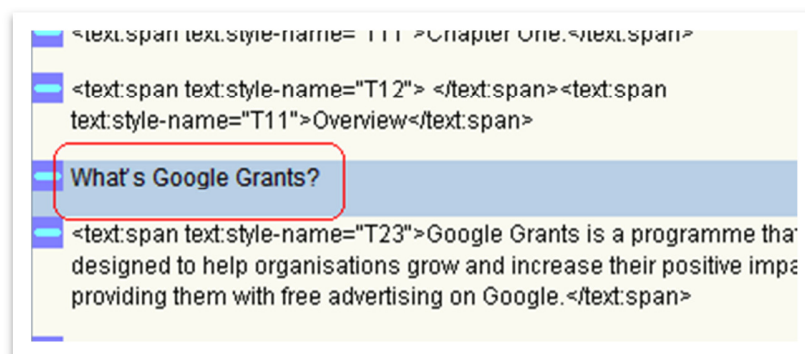 <text:span text:style-name="T11">Chapter One.</text:span>
<text:span text:style-name="T12"> </text:span><text:span
text:style-name="T11">Overview</text:span>
What's Google Grants?
<text:span text:style-name="T23">Google Grants is a programme that
designed to help organisations grow and increase their positive impa
providing them with free advertising on Google.</text:span>